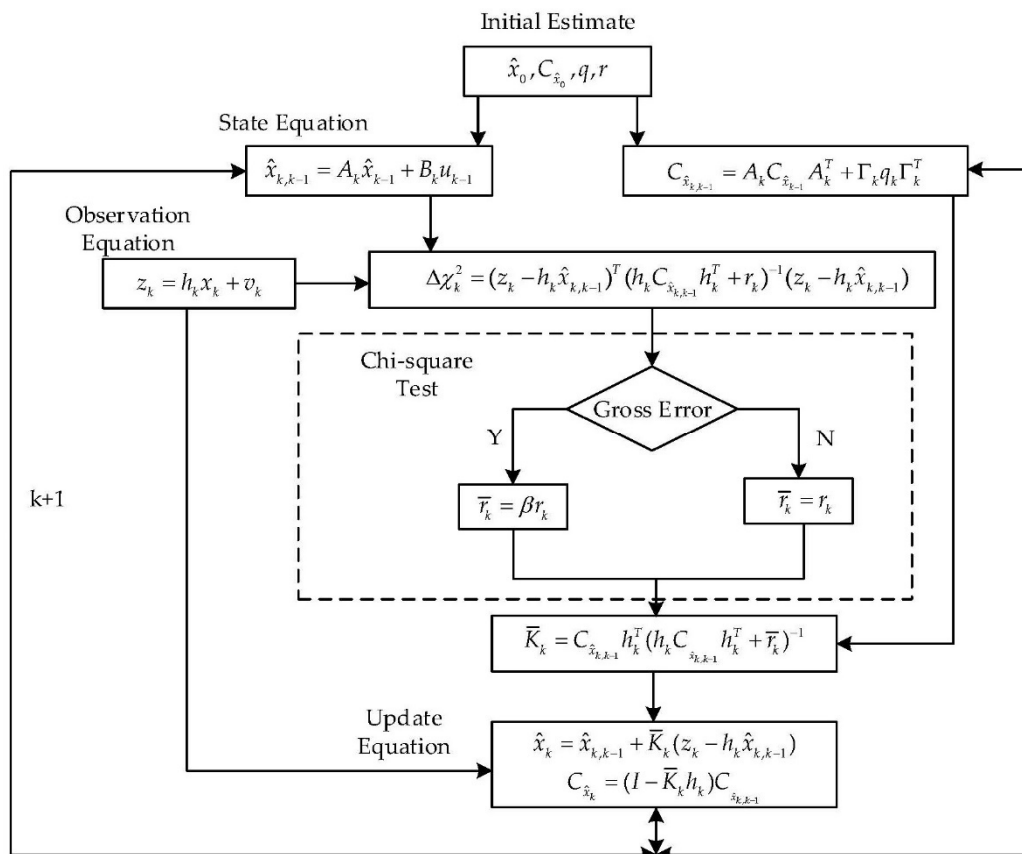 Initial Estimate
x̂₀, C_{x̂₀}, q, r
State Equation
x̂_{k,k−1} = A_k x̂_{k−1} + B_k u_{k−1}
C_{x̂_{k,k−1}} = A_k C_{x̂_{k−1}} A_k^T + Γ_k q_k Γ_k^T
Observation
Equation
z_k = h_k x_k + v_k
Δχ_k^2 = (z_k − h_k x̂_{k,k−1})^T (h_k C_{x̂_{k,k−1}} h_k^T + r_k)^{−1} (z_k − h_k x̂_{k,k−1})
Chi-square
Test
Gross Error
Y
N
r̅_k = βr_k
r̅_k = r_k
k+1
K̅_k = C_{x̂_{k,k−1}} h_k^T (h_k C_{x̂_{k,k−1}} h_k^T + r̅_k)^{−1}
Update
Equation
x̂_k = x̂_{k,k−1} + K̅_k (z_k − h_k x̂_{k,k−1})
C_{x̂_k} = (I − K̅_k h_k) C_{x̂_{k,k−1}}